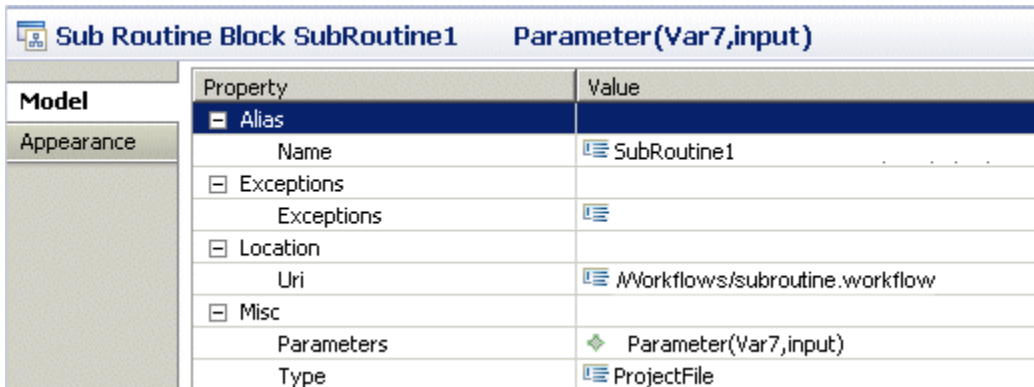 Sub Routine Block SubRoutine1 Parameter(Var7,input)
Model
Appearance
Property Value
Alias
Name SubRoutine1
Exceptions
Exceptions
Location
Uri /Workflows/subroutine.workflow
Misc
Parameters Parameter(Var7,input)
Type ProjectFile